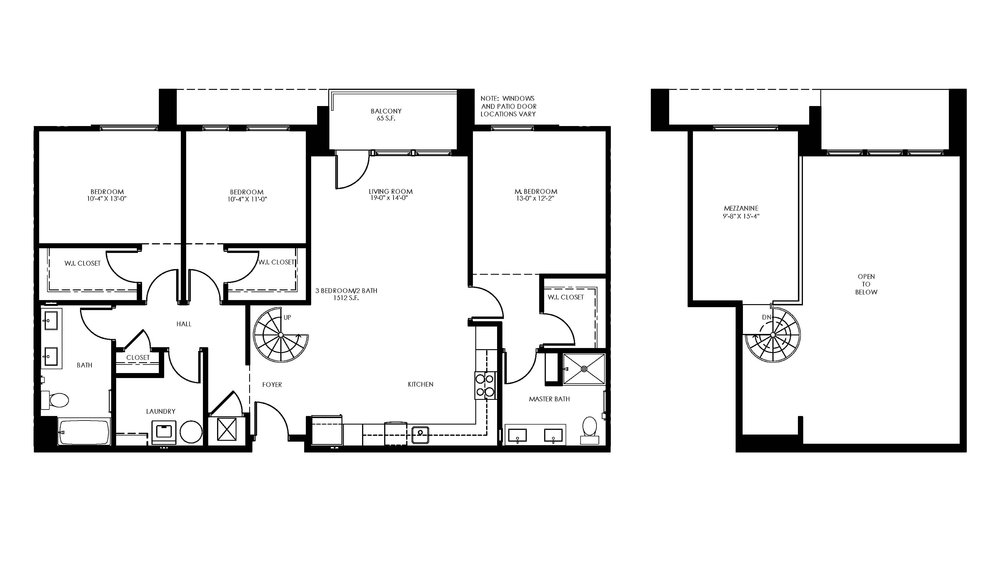 BALCONY
65 S.F.
NOTE: WINDOWS
AND PATIO DOOR
LOCATIONS VARY
BEDROOM
10'-4" X 13'-0"
BEDROOM
10'-4" X 11'-0"
LIVING ROOM
19'-0" x 14'-0"
M. BEDROOM
13'-0" x 12'-2"
MEZZANINE
9'-8" X 15'-4"
W.I. CLOSET
W.I. CLOSET
3 BEDROOM/2 BATH
1512 S.F.
W.I. CLOSET
OPEN
TO
BELOW
HALL
UP
DN
CLOSET
BATH
FOYER
KITCHEN
LAUNDRY
MASTER BATH